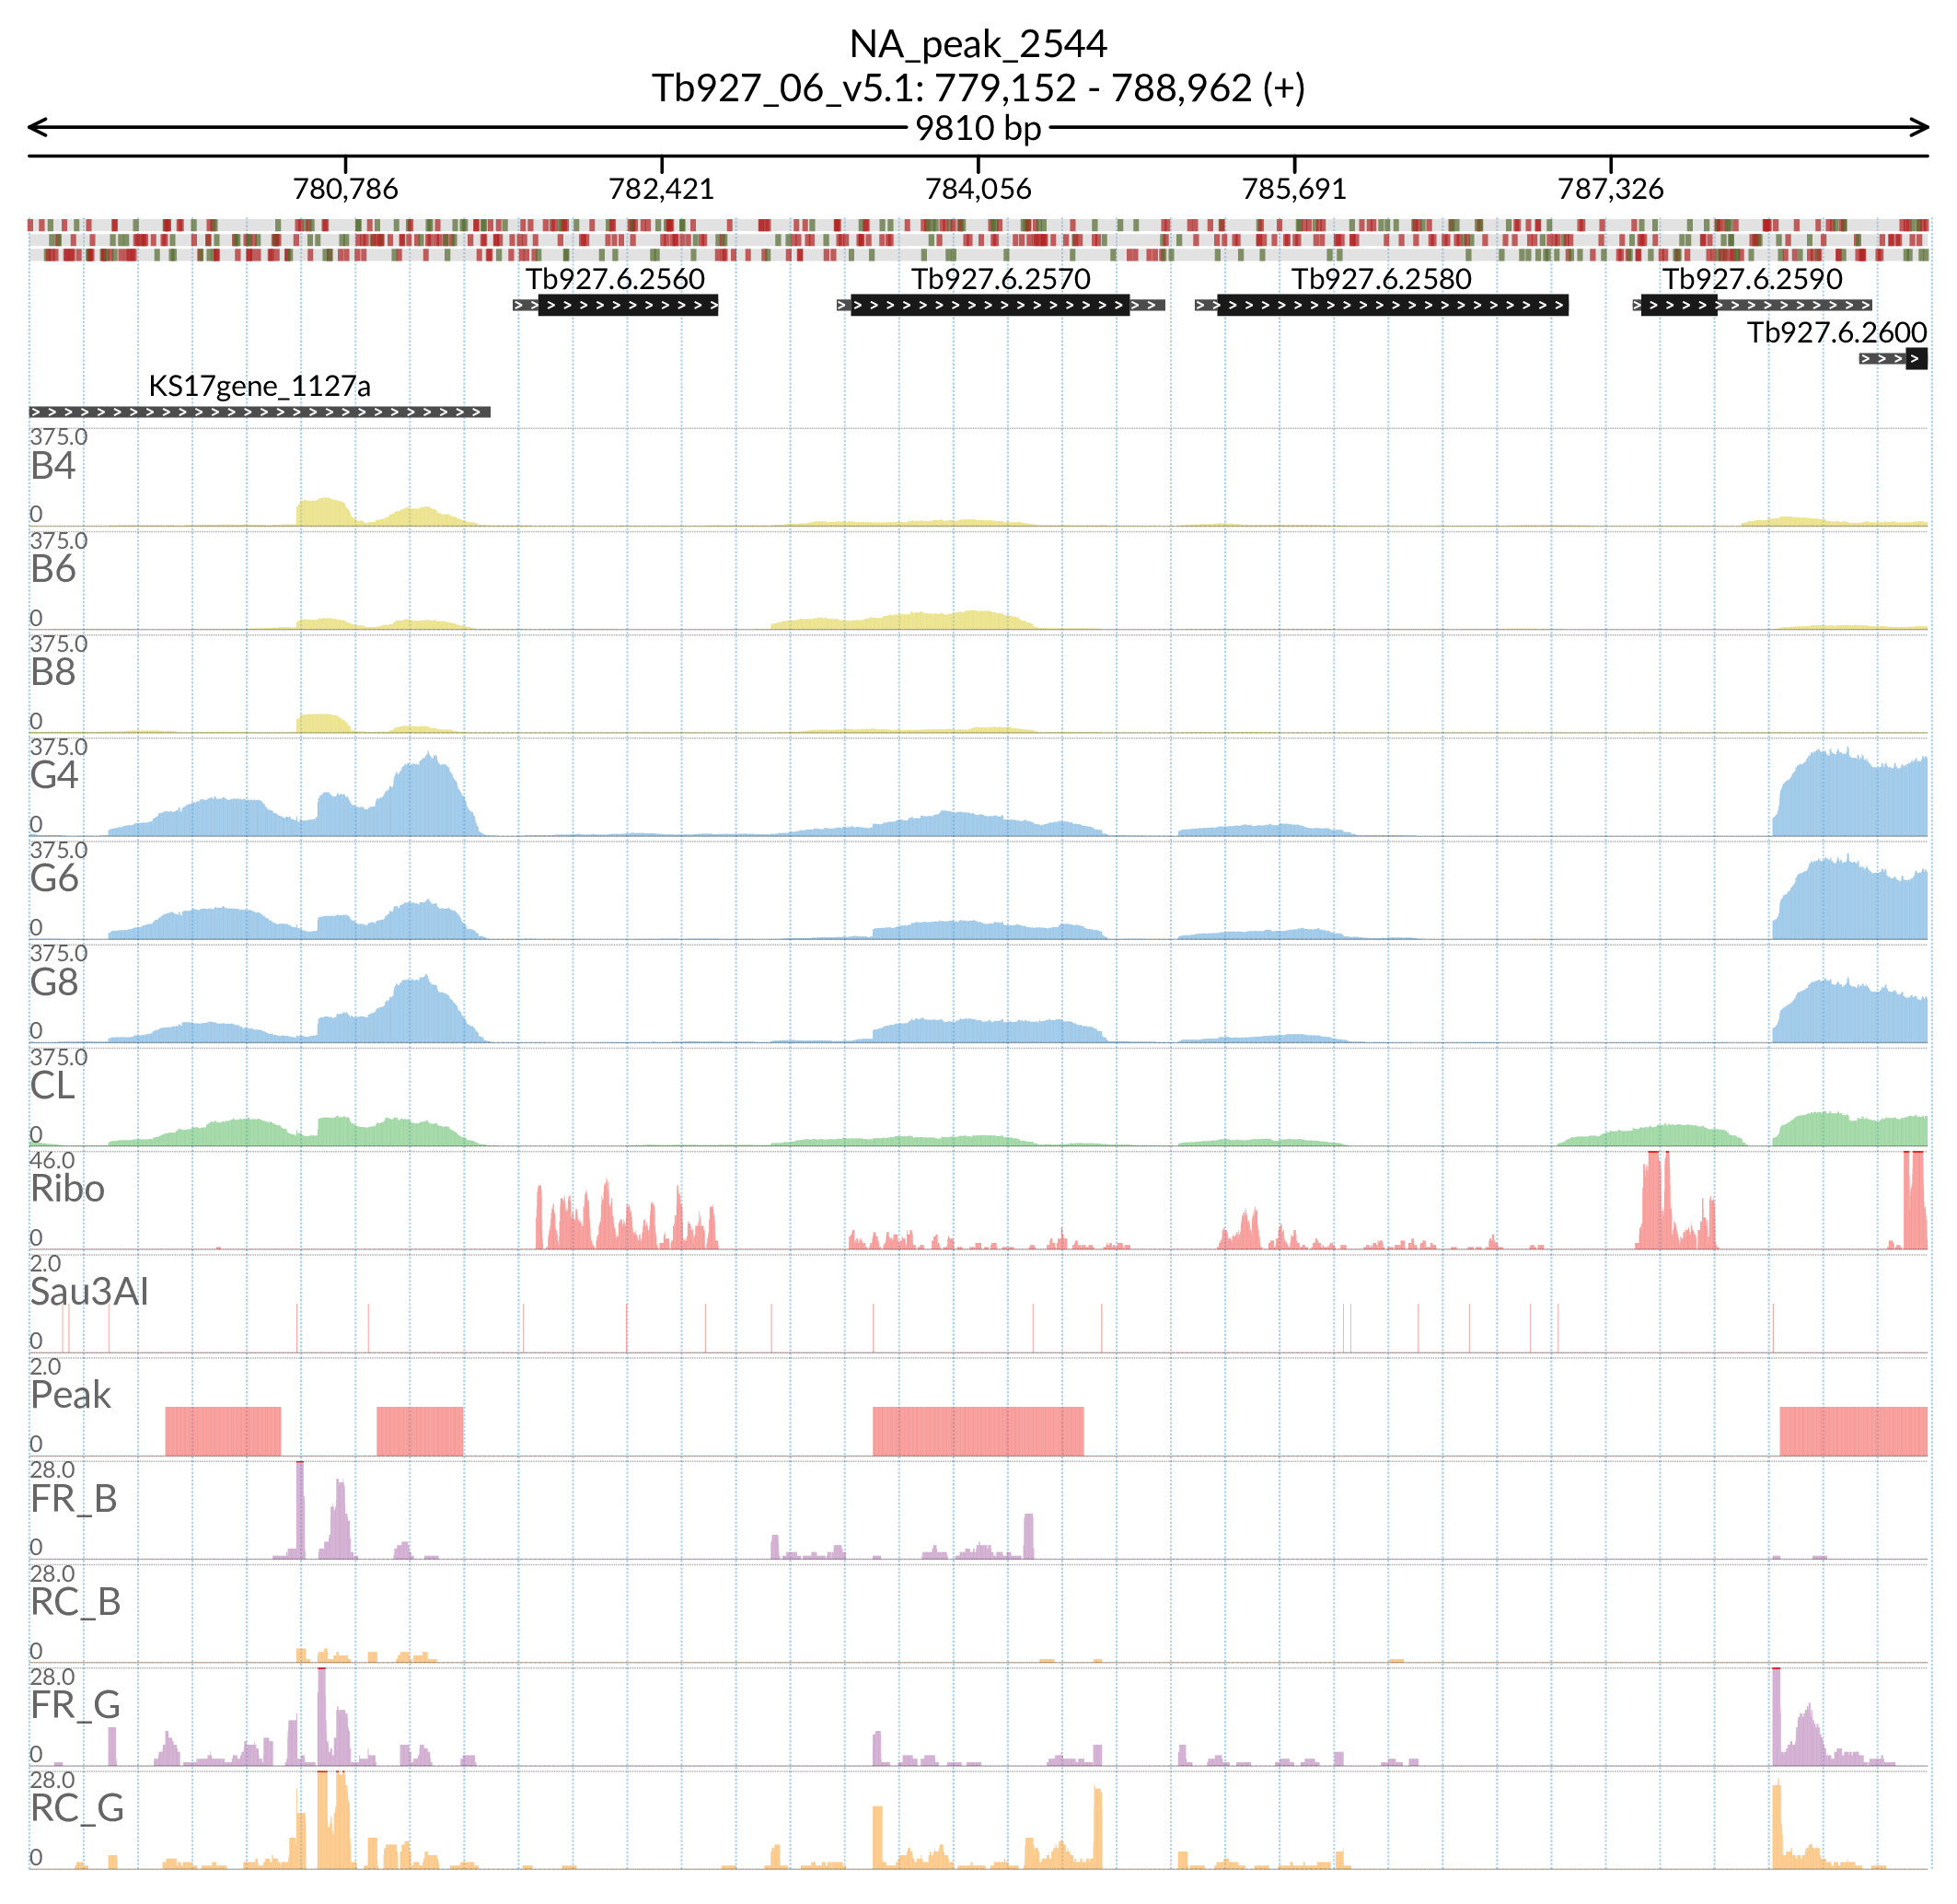 NA_peak_2544
Tb927_06_v5.1: 779,152 - 788,962 (+)
9810 bp
780,786 782,421 784,056 785,691 787,326
Tb927.6.2560 Tb927.6.2570 Tb927.6.2580 Tb927.6.2590
Tb927.6.2600
KS17gene_1127a
375.0
B4
0
375.0
B6
0
375.0
B8
0
375.0
G4
0
375.0
G6
0
375.0
G8
0
375.0
CL
0
46.0
Ribo
0
2.0
Sau3AI
0
2.0
Peak
0
28.0
FR_B
0
28.0
RC_B
0
28.0
FR_G
0
28.0
RC_G
0